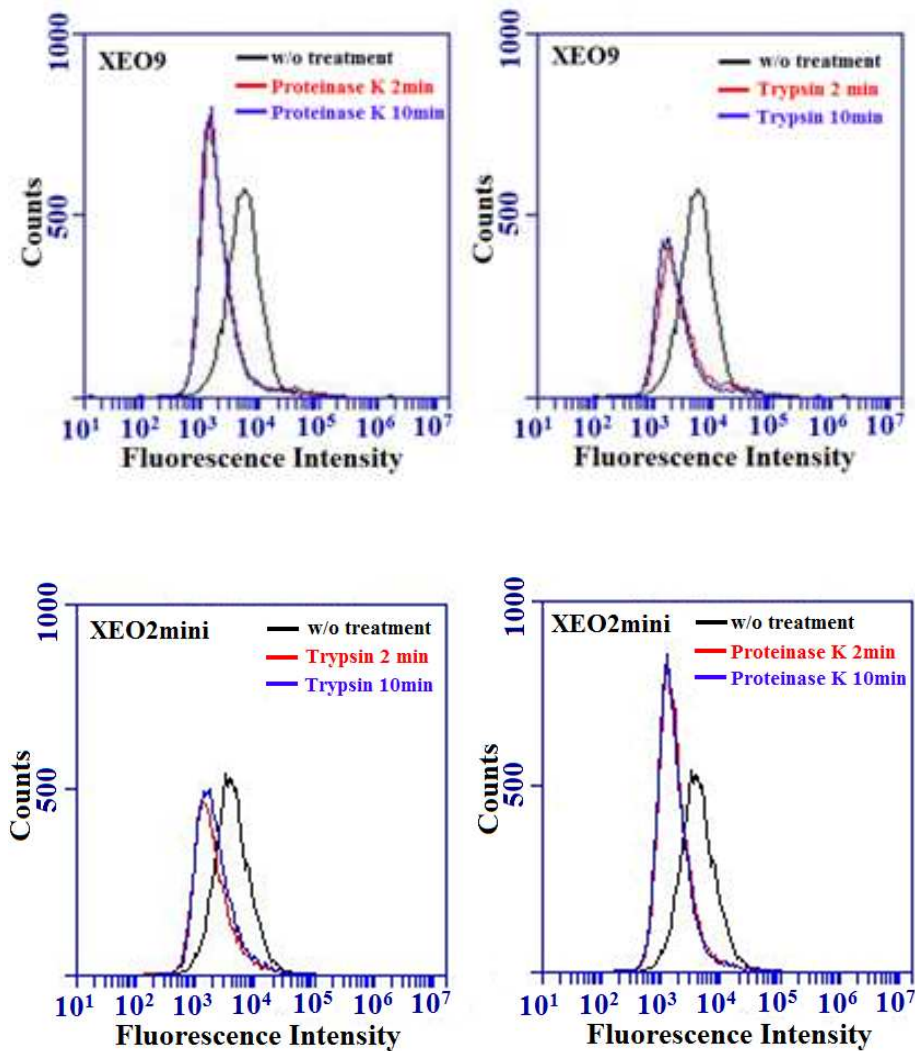 XEO9
w/o treatment
Proteinase K 2min
Proteinase K 10min
1000
500
Counts
10¹ 10² 10³ 10⁴ 10⁵ 10⁶ 10⁷
Fluorescence Intensity
XEO9
w/o treatment
Trypsin 2 min
Trypsin 10min
1000
500
Counts
10¹ 10² 10³ 10⁴ 10⁵ 10⁶ 10⁷
Fluorescence Intensity
XEO2mini
w/o treatment
Trypsin 2 min
Trypsin 10min
1000
500
Counts
10¹ 10² 10³ 10⁴ 10⁵ 10⁶ 10⁷
Fluorescence Intensity
XEO2mini
w/o treatment
Proteinase K 2min
Proteinase K 10min
1000
500
Counts
10¹ 10² 10³ 10⁴ 10⁵ 10⁶ 10⁷
Fluorescence Intensity